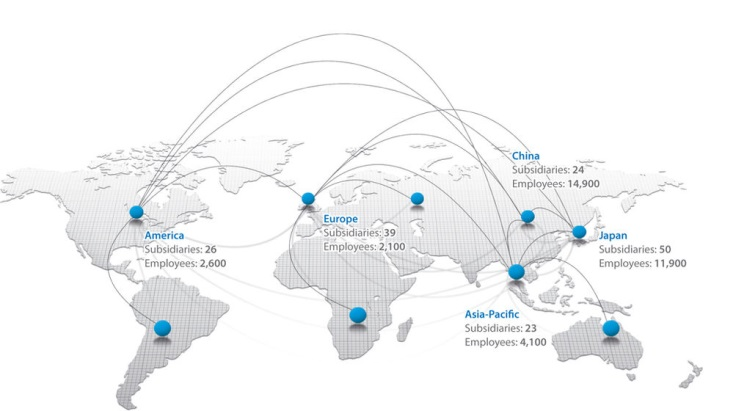 China
Subsidiaries: 24
Employees: 14,900
Europe
Subsidiaries: 39
Employees: 2,100
America
Subsidiaries: 26
Employees: 2,600
Japan
Subsidiaries: 50
Employees: 11,900
Asia-Pacific
Subsidiaries: 23
Employees: 4,100